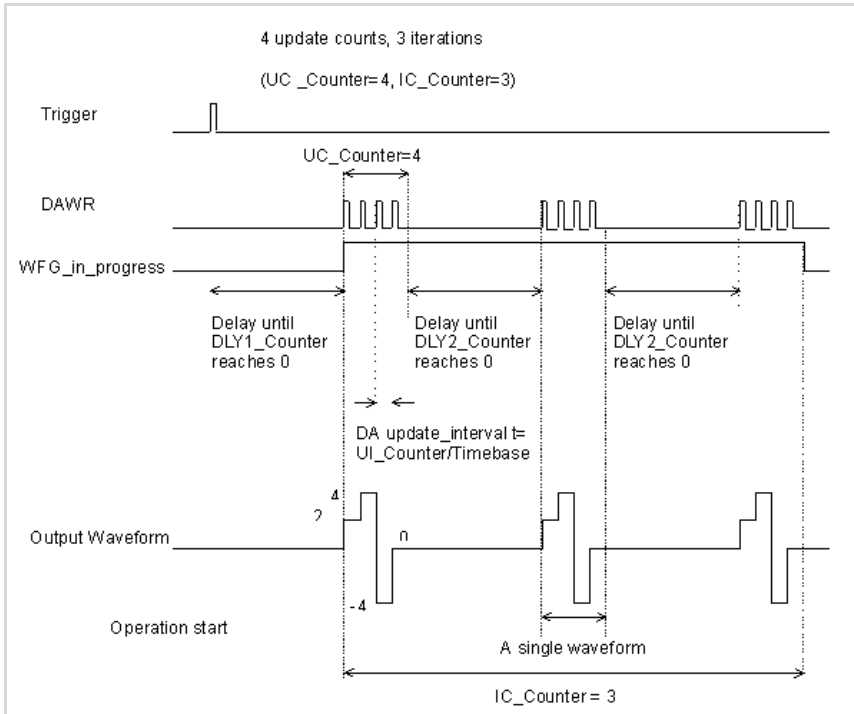 4 update counts, 3 iterations
(UC _Counter=4, IC_Counter=3)
Trigger
UC_Counter=4
DAWR
WFG_in_progress
Delay until
DLY1_Counter
reaches 0
Delay until
DLY2_Counter
reaches 0
Delay until
DLY2_Counter
reaches 0
DA update_interval t=
UI_Counter/Timebase
4
2
0
Output Waveform
-4
Operation start
A single waveform
IC_Counter = 3